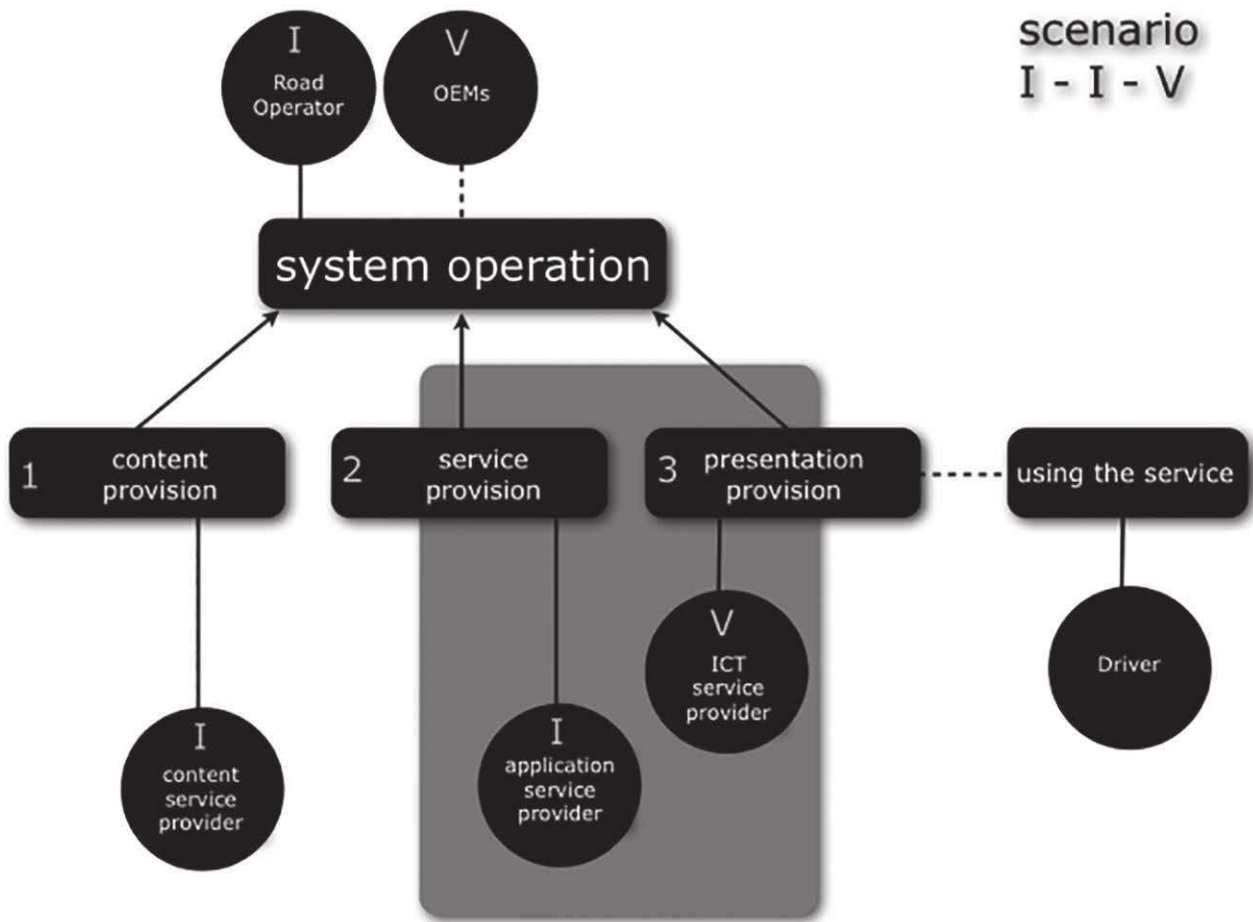 scenario
I - I - V
I
Road
Operator
V
OEMs
system operation
1
content
provision
2
service
provision
3
presentation
provision
using the service
I
content
service
provider
I
application
service
provider
V
ICT
service
provider
Driver